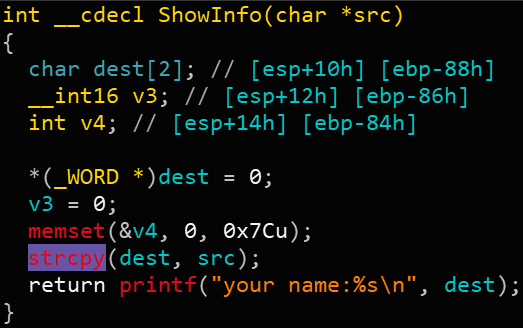 int __cdecl ShowInfo(char *src)
{
  char dest[2]; // [esp+10h] [ebp-88h]
  __int16 v3; // [esp+12h] [ebp-86h]
  int v4; // [esp+14h] [ebp-84h]

  *(_WORD *)dest = 0;
  v3 = 0;
  memset(&v4, 0, 0x7Cu);
  strcpy(dest, src);
  return printf("your name:%s\n", dest);
}